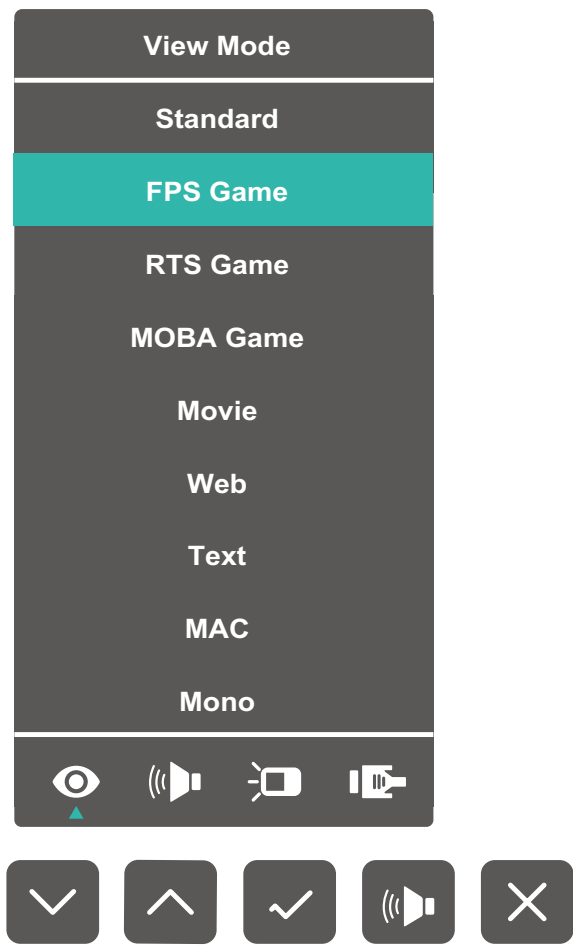 View Mode
Standard
FPS Game
RTS Game
MOBA Game
Movie
Web
Text
MAC
Mono